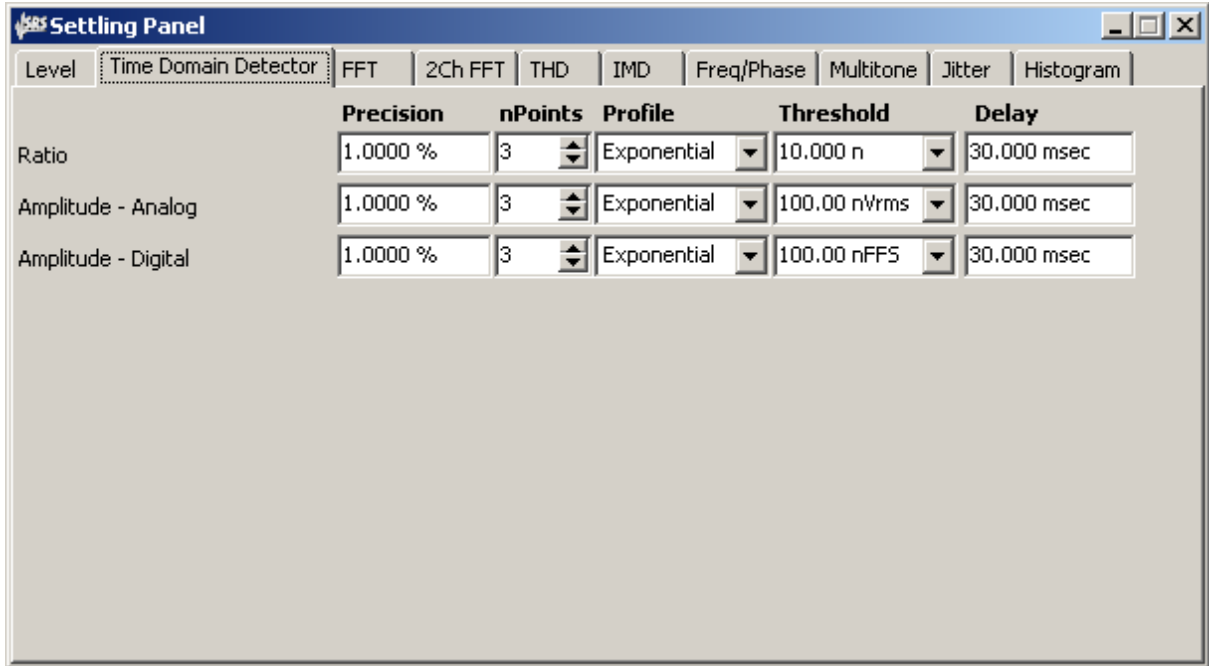 SRS Settling Panel
Level Time Domain Detector FFT 2Ch FFT THD IMD Freq/Phase Multitone Jitter Histogram
Precision nPoints Profile Threshold Delay
Ratio 1.0000 % 3 Exponential 10.000 n 30.000 msec
Amplitude - Analog 1.0000 % 3 Exponential 100.00 nVrms 30.000 msec
Amplitude - Digital 1.0000 % 3 Exponential 100.00 nFFS 30.000 msec